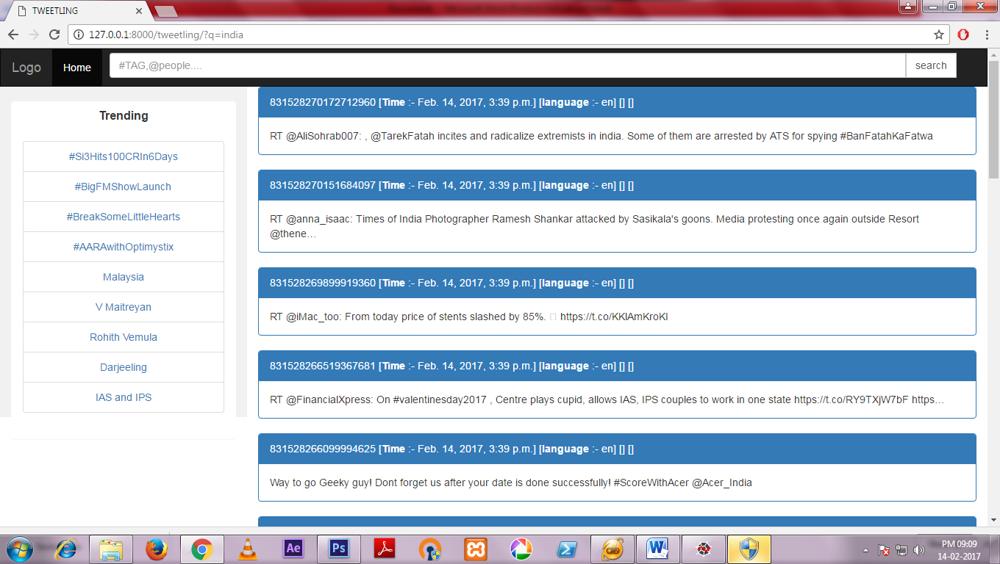 TWEETLING
127.0.0.1:8000/tweetling/?q=india
Logo
Home
#TAG,@people....
search
Trending
#Si3Hits100CRIn6Days
#BigFMShowLaunch
#BreakSomeLittleHearts
#AARAwithOptimystix
Malaysia
V Maitreyan
Rohith Vemula
Darjeeling
IAS and IPS
831528270172712960 [Time :- Feb. 14, 2017, 3:39 p.m.] [language :- en] [] []
RT @AliSohrab007: , @TarekFatah incites and radicalize extremists in india. Some of them are arrested by ATS for spying #BanFatahKaFatwa
831528270151684097 [Time :- Feb. 14, 2017, 3:39 p.m.] [language :- en] [] []
RT @anna_isaac: Times of India Photographer Ramesh Shankar attacked by Sasikala's goons. Media protesting once again outside Resort
@thene…
831528269899919360 [Time :- Feb. 14, 2017, 3:39 p.m.] [language :- en] [] []
RT @iMac_too: From today price of stents slashed by 85%. https://t.co/KKlAmKroKl
831528266519367681 [Time :- Feb. 14, 2017, 3:39 p.m.] [language :- en] [] []
RT @FinancialXpress: On #valentinesday2017 , Centre plays cupid, allows IAS, IPS couples to work in one state https://t.co/RY9TXjW7bF https…
831528266099994625 [Time :- Feb. 14, 2017, 3:39 p.m.] [language :- en] [] []
Way to go Geeky guy! Dont forget us after your date is done successfully! #ScoreWithAcer @Acer_India
Ae
Ps
W
PM 09:09
14-02-2017